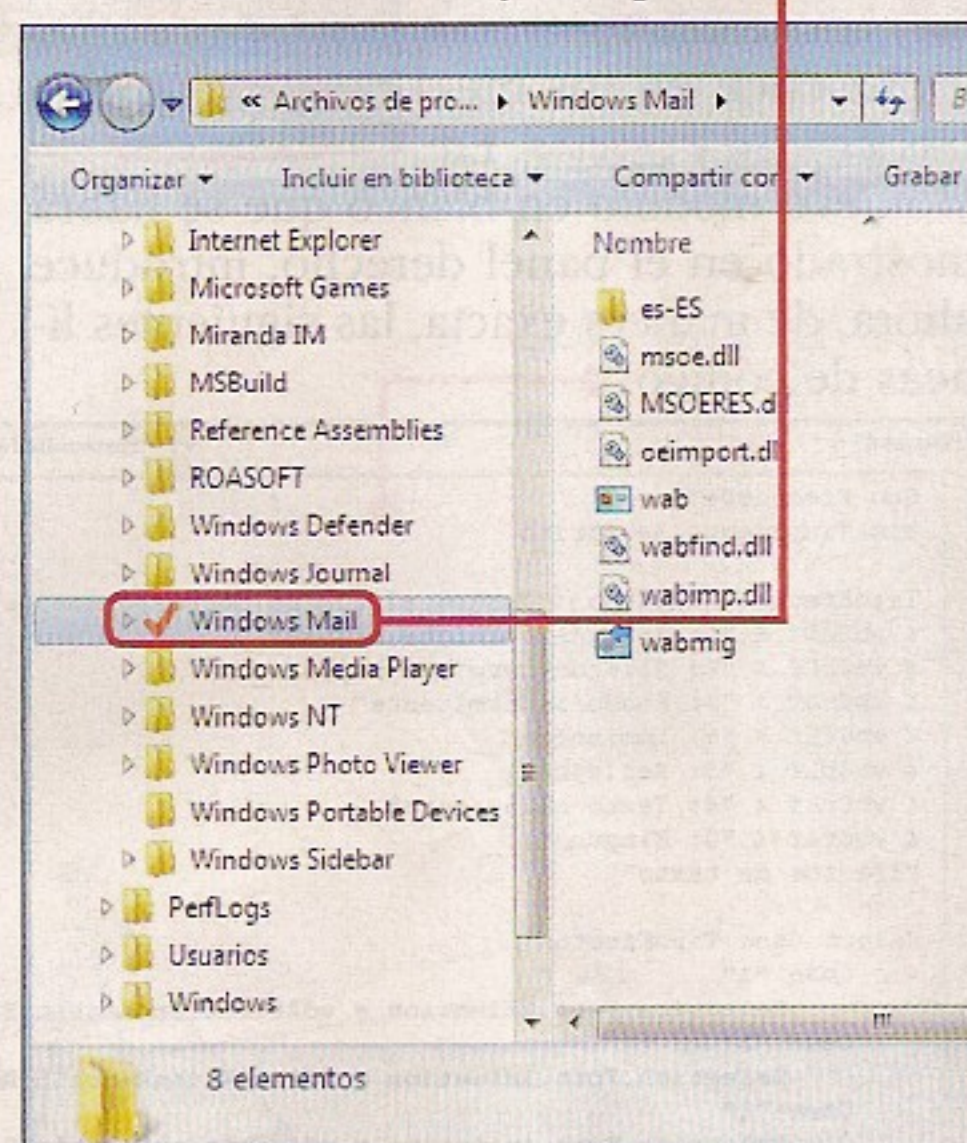 « Archivos de pro... ▸ Windows Mail ▸
Organizar
Incluir en biblioteca
Compartir con
Grabar
Internet Explorer
Microsoft Games
Miranda IM
MSBuild
Reference Assemblies
ROASOFT
Windows Defender
Windows Journal
Windows Mail
Windows Media Player
Windows NT
Windows Photo Viewer
Windows Portable Devices
Windows Sidebar
PerfLogs
Usuarios
Windows
Nombre
es-ES
msoe.dll
MSOERES.d
oeimport.dll
wab
wabfind.dll
wabimp.dll
wabmig
8 elementos